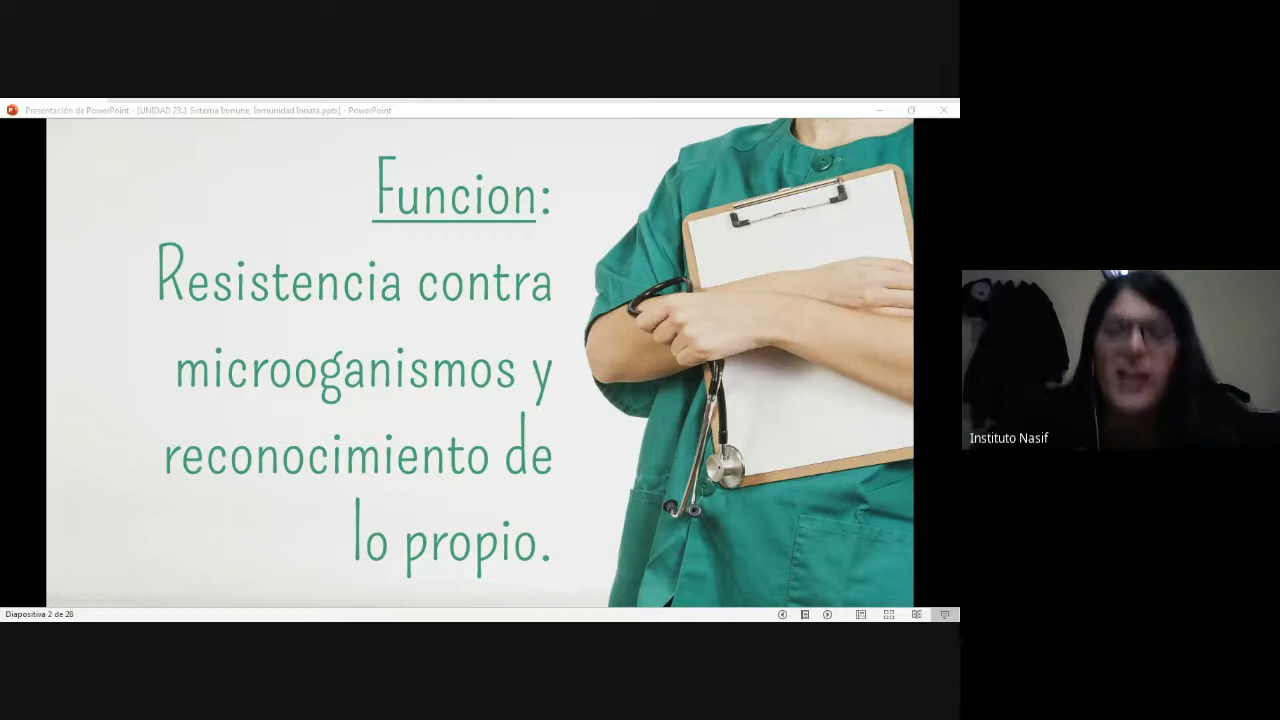 Presentación de PowerPoint - [UNIDAD 23.1 Sistema Inmune, Inmunidad Innata.pptx] - PowerPoint
Funcion:
Resistencia contra
microoganismos y
reconocimiento de
lo propio.
Instituto Nasif
Diapositiva 2 de 28